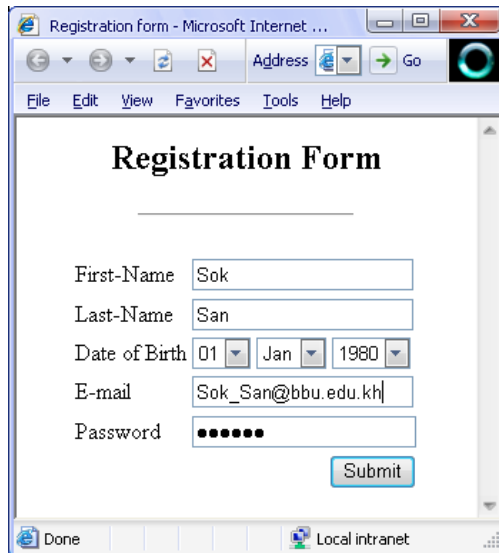 Registration form - Microsoft Internet ...
Address Go
File Edit View Favorites Tools Help
Registration Form
First-Name Sok
Last-Name San
Date of Birth 01 Jan 1980
E-mail Sok_San@bbu.edu.kh
Password ●●●●●●
Submit
Done Local intranet